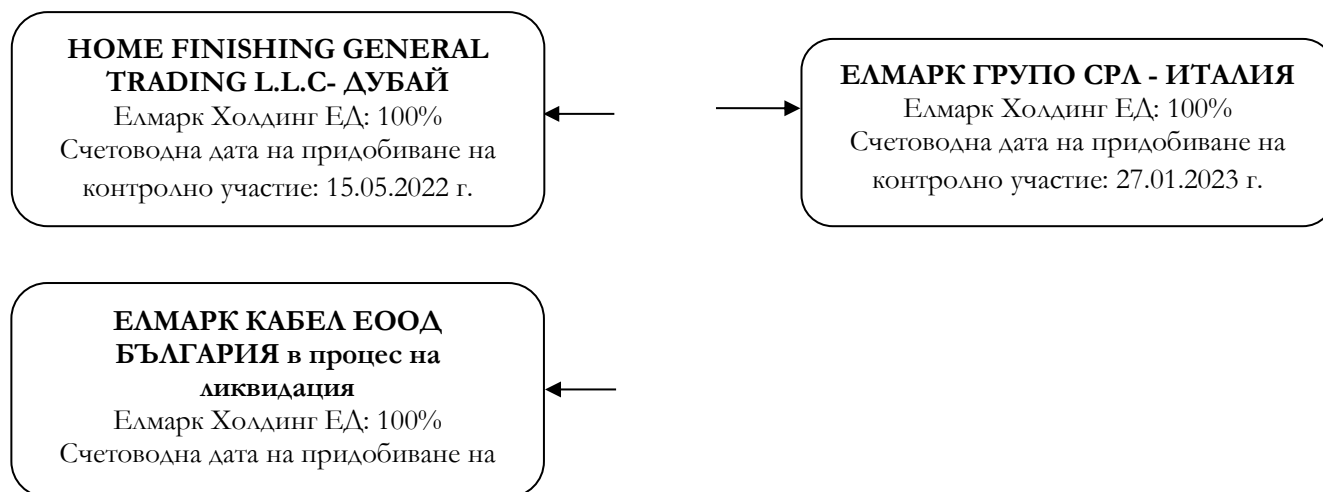 HOME FINISHING GENERAL
TRADING L.L.C- ДУБАЙ
Елмарк Холдинг ЕД: 100%
Счетоводна дата на придобиване на
контролно участие: 15.05.2022 г.
ЕЛМАРК ГРУПО СРЛ - ИТАЛИЯ
Елмарк Холдинг ЕД: 100%
Счетоводна дата на придобиване на
контролно участие: 27.01.2023 г.
ЕЛМАРК КАБЕЛ ЕООД
БЪЛГАРИЯ в процес на
ликвидация
Елмарк Холдинг ЕД: 100%
Счетоводна дата на придобиване на